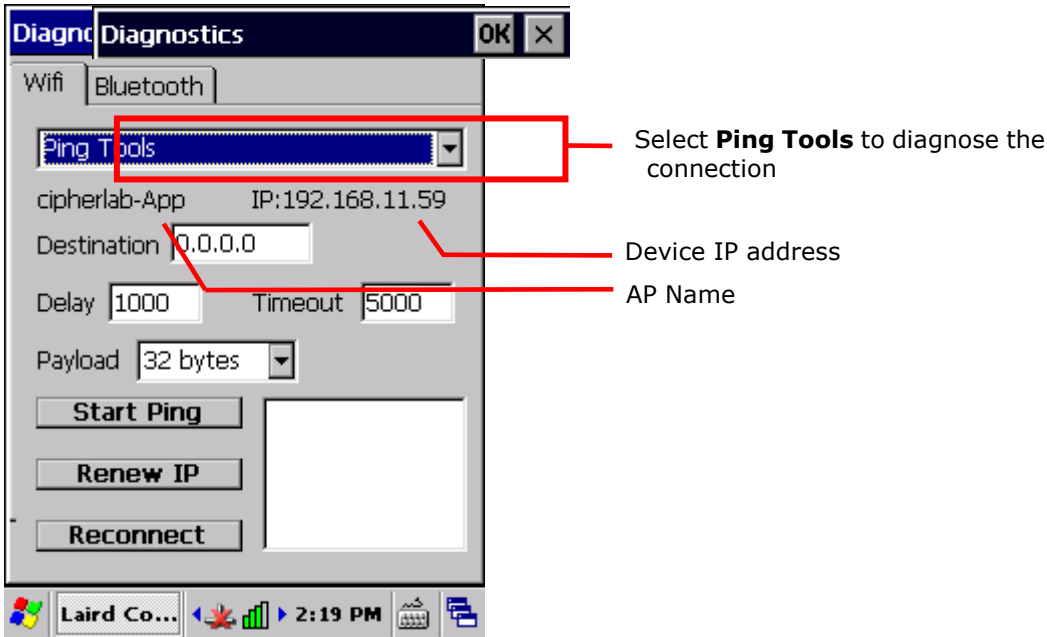 Diagno Diagnostics OK ×
Wifi Bluetooth
Ping Tools
Select Ping Tools to diagnose the
connection
cipherlab-App IP:192.168.11.59
Destination 0.0.0.0
Device IP address
Delay 1000 Timeout 5000
AP Name
Payload 32 bytes
Start Ping
Renew IP
Reconnect
Laird Co... 2:19 PM